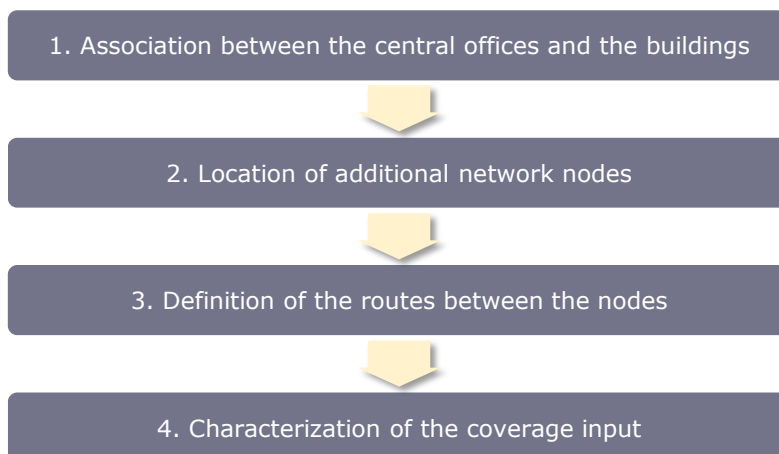 1. Association between the central offices and the buildings
2. Location of additional network nodes
3. Definition of the routes between the nodes
4. Characterization of the coverage input